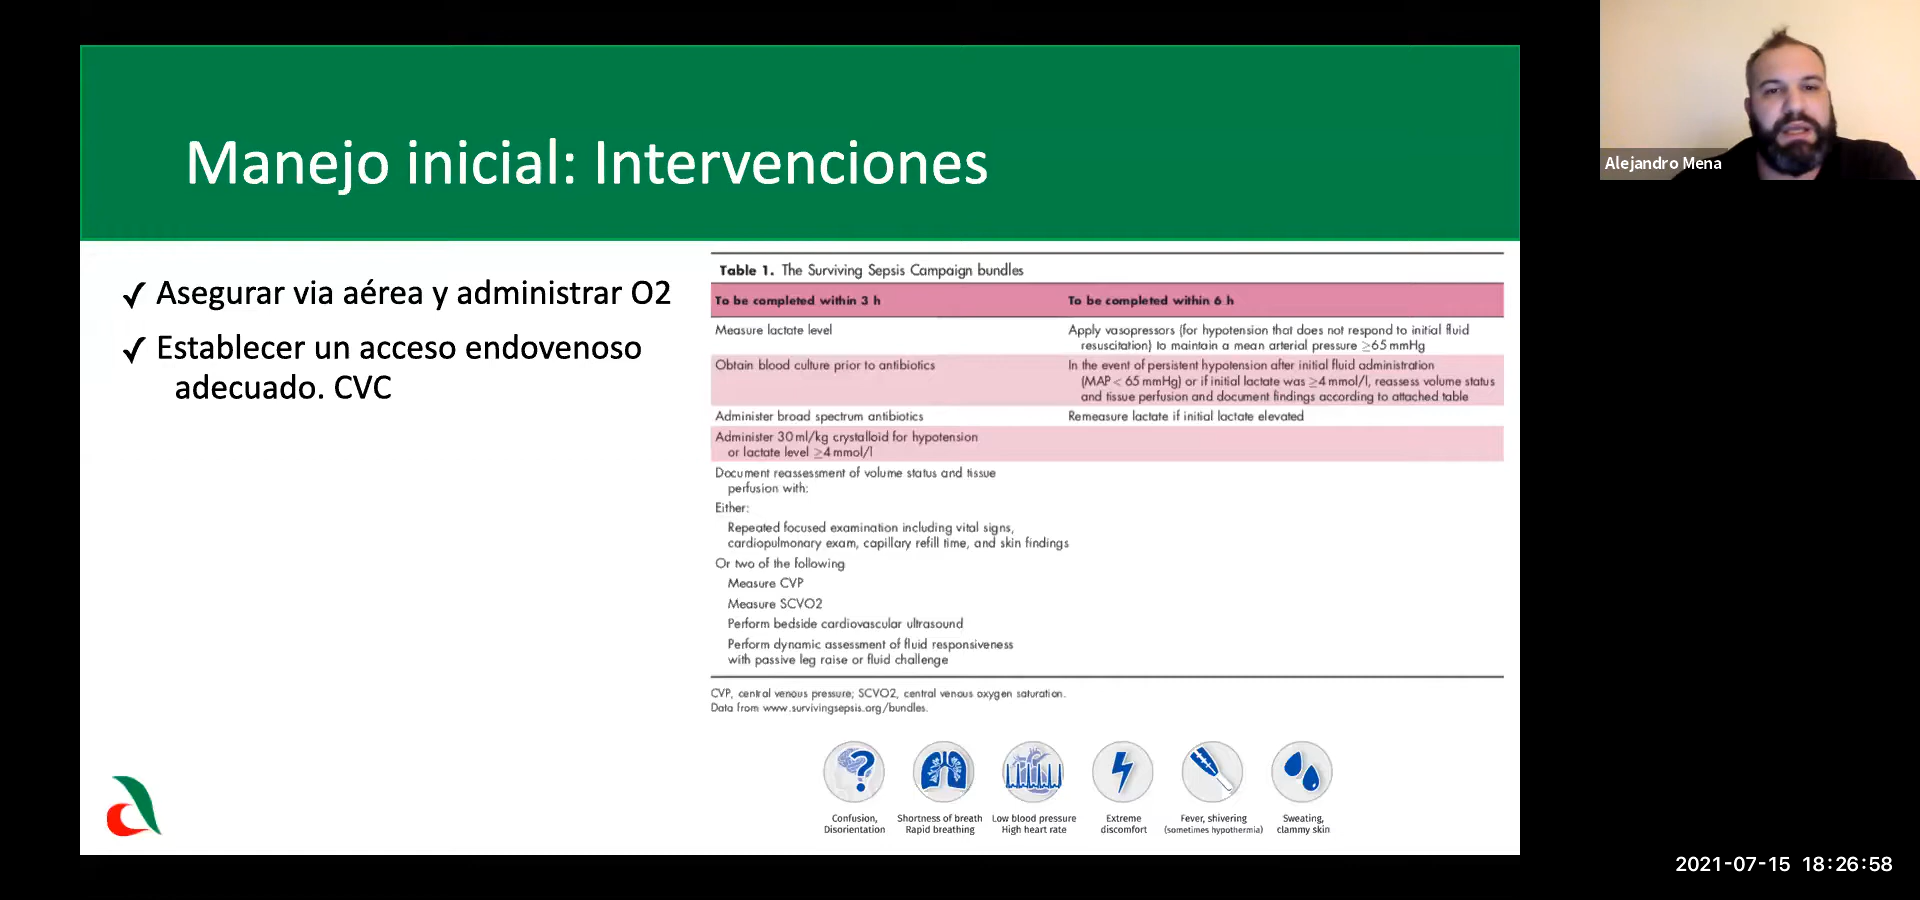 Manejo inicial: Intervenciones
Alejandro Mena
✓ Asegurar via aérea y administrar O2
✓ Establecer un acceso endovenoso
adecuado. CVC
Table 1. The Surviving Sepsis Campaign bundles
To be completed within 3 h
To be completed within 6 h
Measure lactate level
Apply vasopressors (for hypotension that does not respond to initial fluid
resuscitation) to maintain a mean arterial pressure ≥65 mmHg
Obtain blood culture prior to antibiotics
In the event of persistent hypotension after initial fluid administration
(MAP < 65 mmHg) or if initial lactate was ≥4 mmol/l, reassess volume status
and tissue perfusion and document findings according to attached table
Administer broad spectrum antibiotics
Remeasure lactate if initial lactate elevated
Administer 30 ml/kg crystalloid for hypotension
or lactate level ≥4 mmol/l
Document reassessment of volume status and tissue
perfusion with:
Either:
Repeated focused examination including vital signs,
cardiopulmonary exam, capillary refill time, and skin findings
Or two of the following
Measure CVP
Measure SCVO2
Perform bedside cardiovascular ultrasound
Perform dynamic assessment of fluid responsiveness
with passive leg raise or fluid challenge
CVP, central venous pressure; SCVO2, central venous oxygen saturation.
Data from www.survivingsepsis.org/bundles.
Confusion,
Disorientation
Shortness of breath
Rapid breathing
Low blood pressure
High heart rate
Extreme
discomfort
Fever, shivering
(sometimes hypothermia)
Sweating,
clammy skin
2021-07-15 18:26:58